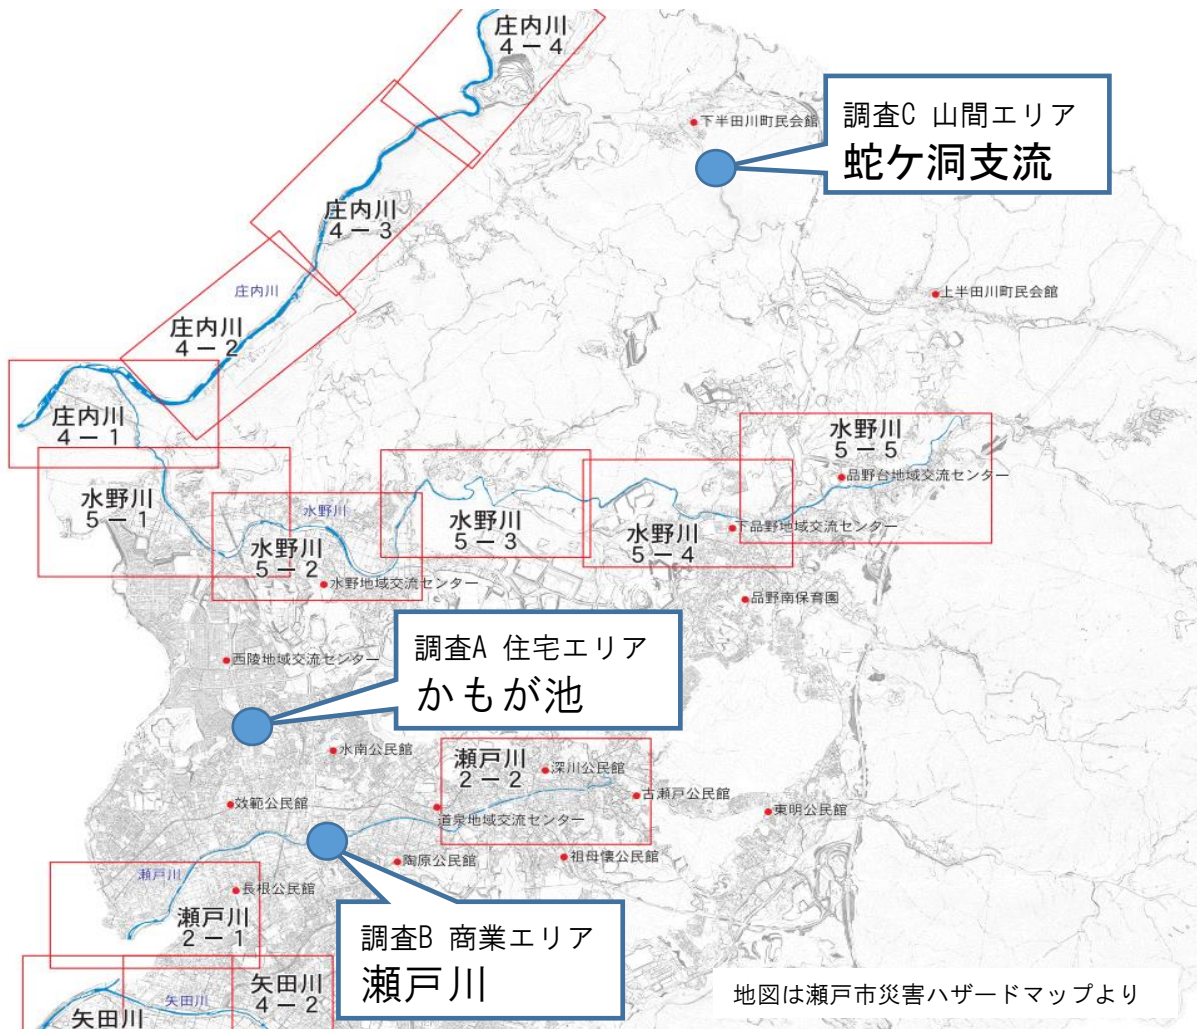 庄内川
4－4
調査C 山間エリア
蛇ケ洞支流
下半田川町民会館
庄内川
4－3
庄内川
上半田川町民会館
庄内川
4－2
庄内川
4－1
水野川
5－5
品野台地域交流センター
水野川
5－1
水野川
水野川
5－2
水野川
5－3
水野川
5－4
下品野地域交流センター
水野地域交流センター
品野南保育園
調査A 住宅エリア
かもが池
西陵地域交流センター
水南公民館
瀬戸川
2－2
深川公民館
古瀬戸公民館
効範公民館
道泉地域交流センター
東明公民館
陶原公民館
祖母懐公民館
瀬戸川
長根公民館
瀬戸川
2－1
調査B 商業エリア
瀬戸川
矢田川
4－2
矢田川
矢田川
地図は瀬戸市災害ハザードマップより